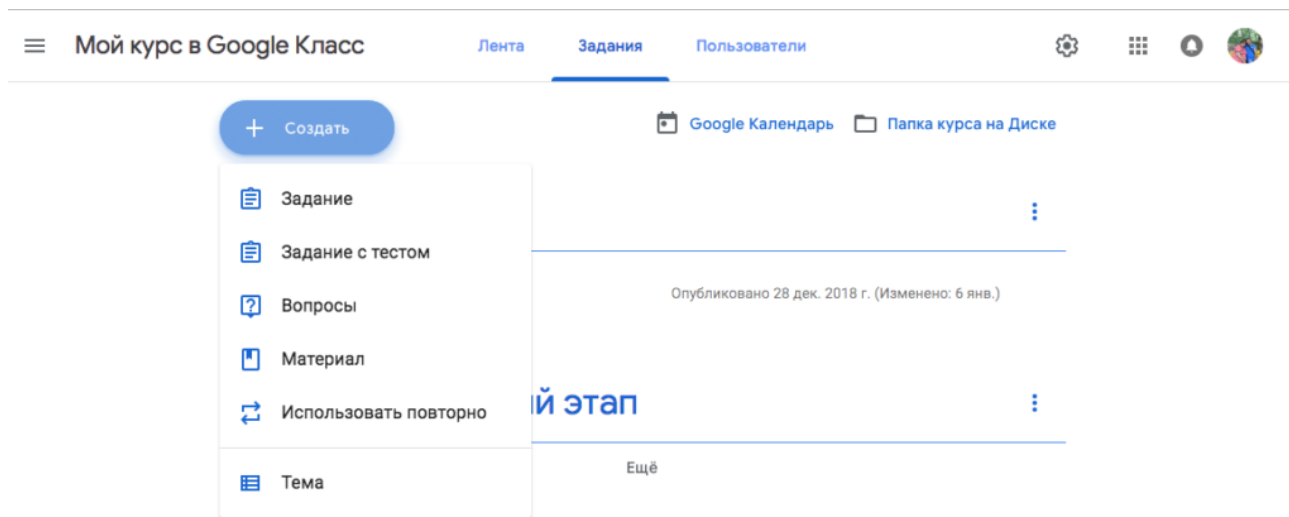 Мой курс в Google Класс
Лента
Задания
Пользователи
Создать
Google Календарь
Папка курса на Диске
Задание
Задание с тестом
Опубликовано 28 дек. 2018 г. (Изменено: 6 янв.)
Вопросы
Материал
Использовать повторно
й этап
Ещё
Тема